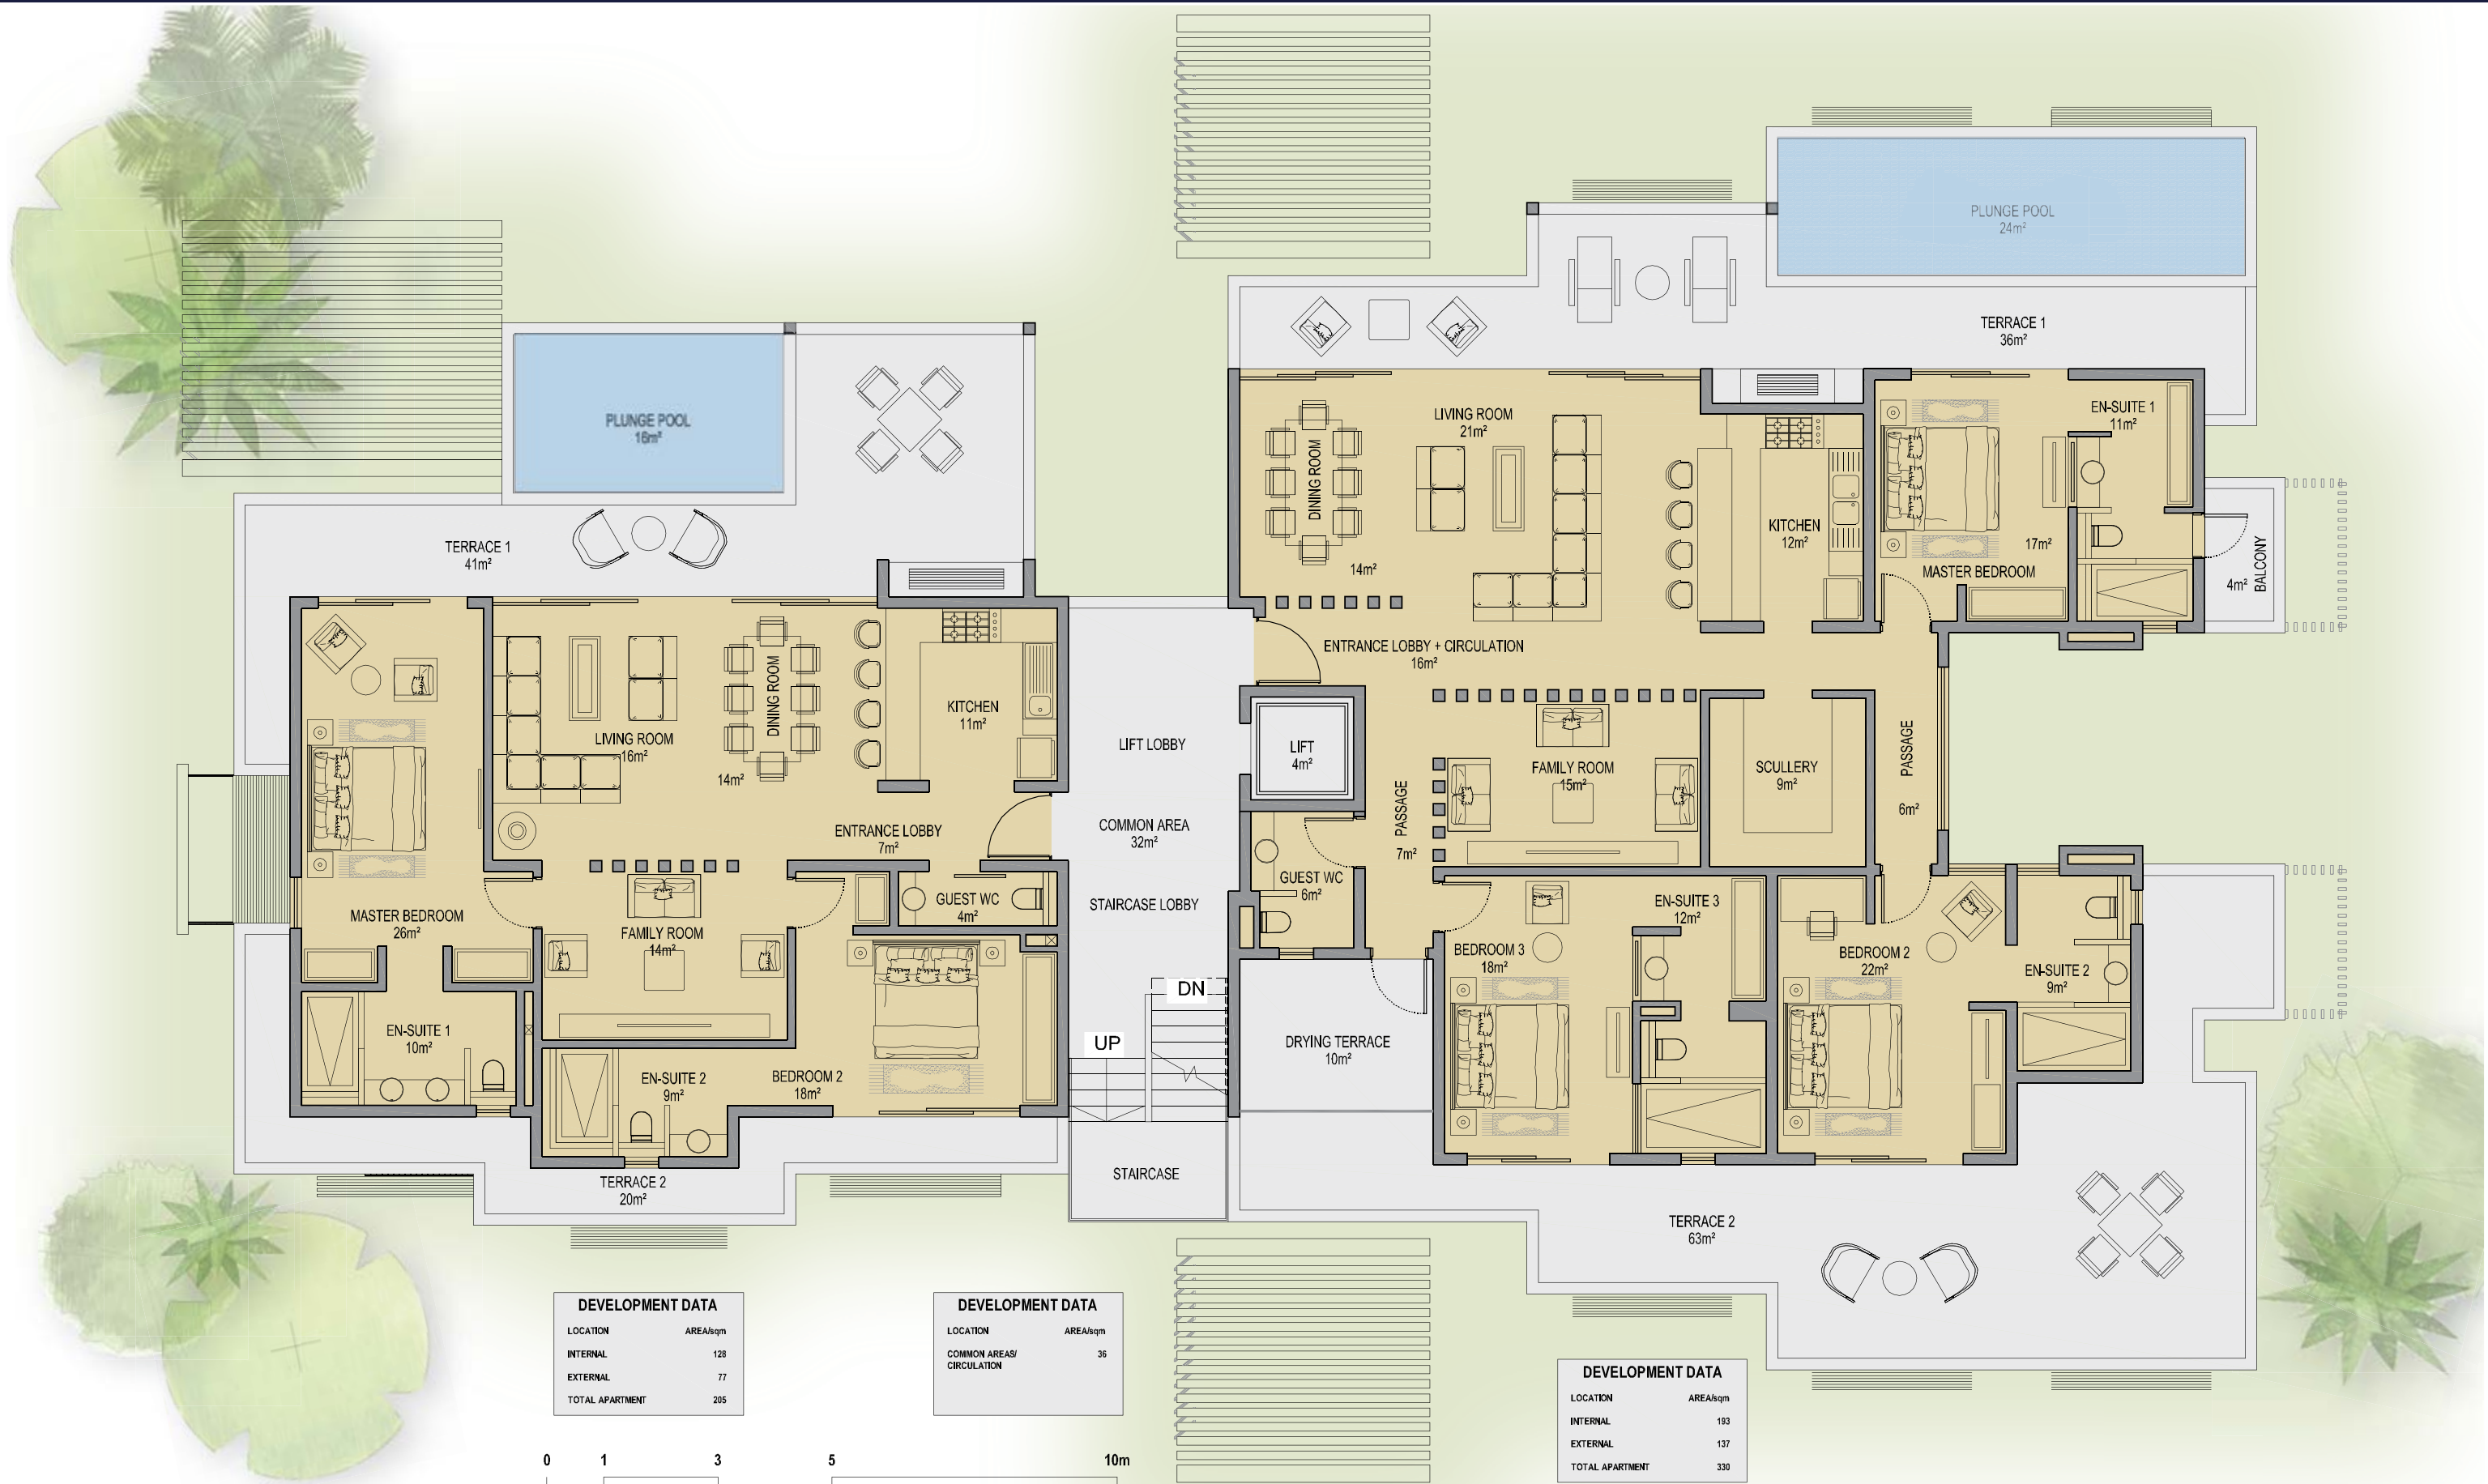 PLUNGE POOL
24m²
TERRACE 1
36m²
PLUNGE POOL
16m²
TERRACE 1
41m²
LIVING ROOM
21m²
DINING ROOM
14m²
KITCHEN
12m²
EN-SUITE 1
11m²
17m²
MASTER BEDROOM
BALCONY
4m²
ENTRANCE LOBBY + CIRCULATION
16m²
LIVING ROOM
16m²
DINING ROOM
14m²
KITCHEN
11m²
ENTRANCE LOBBY
7m²
LIFT LOBBY
LIFT
4m²
COMMON AREA
32m²
STAIRCASE LOBBY
PASSAGE
7m²
FAMILY ROOM
15m²
SCULLERY
9m²
PASSAGE
6m²
MASTER BEDROOM
26m²
FAMILY ROOM
14m²
GUEST WC
4m²
GUEST WC
6m²
BEDROOM 3
18m²
EN-SUITE 3
12m²
BEDROOM 2
22m²
EN-SUITE 2
9m²
EN-SUITE 1
10m²
EN-SUITE 2
9m²
BEDROOM 2
18m²
DN
UP
DRYING TERRACE
10m²
STAIRCASE
TERRACE 2
20m²
TERRACE 2
63m²
DEVELOPMENT DATA
LOCATION AREA/sqm
INTERNAL 128
EXTERNAL 77
TOTAL APARTMENT 205
DEVELOPMENT DATA
LOCATION AREA/sqm
COMMON AREAS/ 36
CIRCULATION
DEVELOPMENT DATA
LOCATION AREA/sqm
INTERNAL 193
EXTERNAL 137
TOTAL APARTMENT 330
0 1 3 5 10m